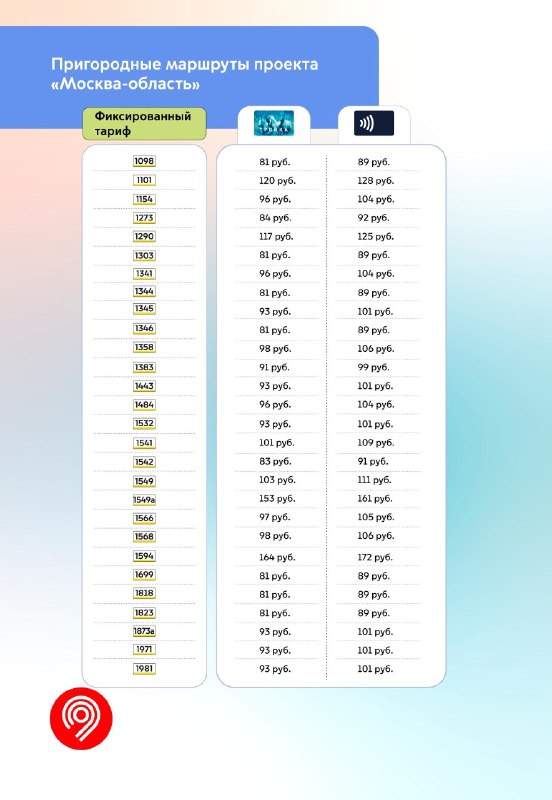 Пригородные маршруты проекта
«Москва-область»
Фиксированный
тариф
ТРОЙКА
1098 81 руб. 89 руб.
1101 120 руб. 128 руб.
1154 96 руб. 104 руб.
1273 84 руб. 92 руб.
1290 117 руб. 125 руб.
1303 81 руб. 89 руб.
1341 96 руб. 104 руб.
1344 81 руб. 89 руб.
1345 93 руб. 101 руб.
1346 81 руб. 89 руб.
1358 98 руб. 106 руб.
1383 91 руб. 99 руб.
1443 93 руб. 101 руб.
1484 96 руб. 104 руб.
1532 93 руб. 101 руб.
1541 101 руб. 109 руб.
1542 83 руб. 91 руб.
1549 103 руб. 111 руб.
1549а 153 руб. 161 руб.
1566 97 руб. 105 руб.
1568 98 руб. 106 руб.
1594 164 руб. 172 руб.
1699 81 руб. 89 руб.
1818 81 руб. 89 руб.
1823 81 руб. 89 руб.
1873а 93 руб. 101 руб.
1971 93 руб. 101 руб.
1981 93 руб. 101 руб.